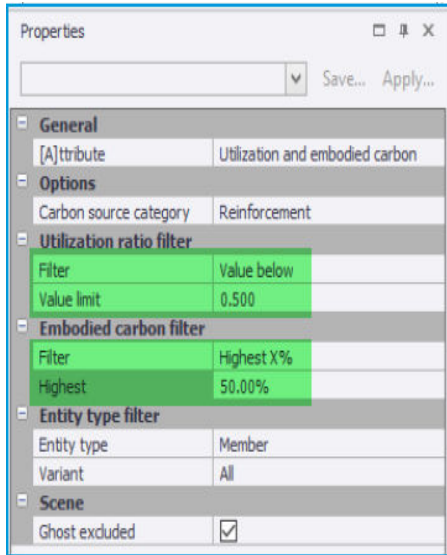 Properties
Save... Apply...
General
[A]ttribute Utilization and embodied carbon
Options
Carbon source category Reinforcement
Utilization ratio filter
Filter Value below
Value limit 0.500
Embodied carbon filter
Filter Highest X%
Highest 50.00%
Entity type filter
Entity type Member
Variant All
Scene
Ghost excluded